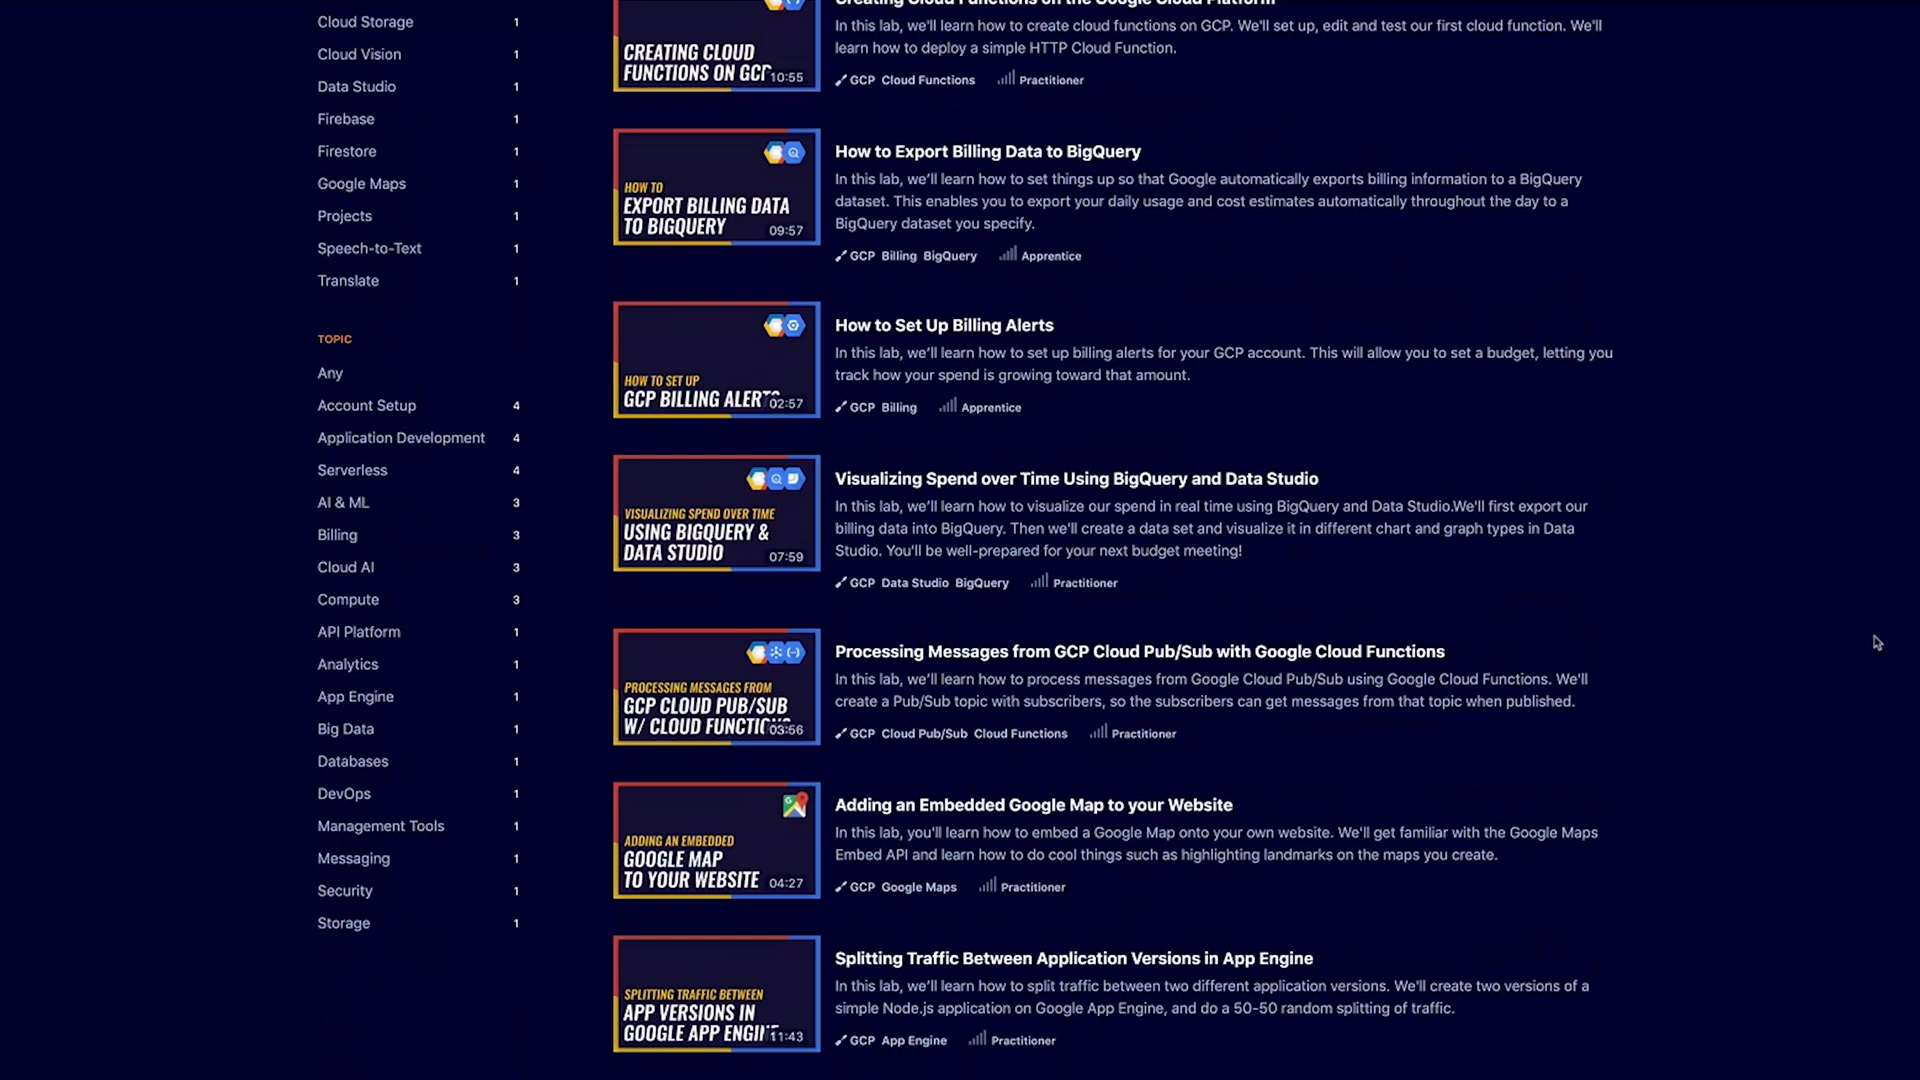 Cloud Storage 1
Cloud Vision 1
Data Studio 1
Firebase 1
Firestore 1
Google Maps 1
Projects 1
Speech-to-Text 1
Translate 1
TOPIC
Any
Account Setup 4
Application Development 4
Serverless 4
AI & ML 3
Billing 3
Cloud AI 3
Compute 3
API Platform 1
Analytics 1
App Engine 1
Big Data 1
Databases 1
DevOps 1
Management Tools 1
Messaging 1
Security 1
Storage 1
CREATING CLOUD
FUNCTIONS ON GCP
10:55
Creating Cloud Functions on the Google Cloud Platform
In this lab, we'll learn how to create cloud functions on GCP. We'll set up, edit and test our first cloud function. We'll
learn how to deploy a simple HTTP Cloud Function.
GCP Cloud Functions Practitioner
HOW TO
EXPORT BILLING DATA
TO BIGQUERY
09:57
How to Export Billing Data to BigQuery
In this lab, we’ll learn how to set things up so that Google automatically exports billing information to a BigQuery
dataset. This enables you to export your daily usage and cost estimates automatically throughout the day to a
BigQuery dataset you specify.
GCP Billing BigQuery Apprentice
HOW TO SET UP
GCP BILLING ALERTS
02:57
How to Set Up Billing Alerts
In this lab, we’ll learn how to set up billing alerts for your GCP account. This will allow you to set a budget, letting you
track how your spend is growing toward that amount.
GCP Billing Apprentice
VISUALIZING SPEND OVER TIME
USING BIGQUERY &
DATA STUDIO
07:59
Visualizing Spend over Time Using BigQuery and Data Studio
In this lab, we’ll learn how to visualize our spend in real time using BigQuery and Data Studio.We'll first export our
billing data into BigQuery. Then we'll create a data set and visualize it in different chart and graph types in Data
Studio. You'll be well-prepared for your next budget meeting!
GCP Data Studio BigQuery Practitioner
PROCESSING MESSAGES FROM
GCP CLOUD PUB/SUB
W/ CLOUD FUNCTIONS
03:56
Processing Messages from GCP Cloud Pub/Sub with Google Cloud Functions
In this lab, we’ll learn how to process messages from Google Cloud Pub/Sub using Google Cloud Functions. We'll
create a Pub/Sub topic with subscribers, so the subscribers can get messages from that topic when published.
GCP Cloud Pub/Sub Cloud Functions Practitioner
ADDING AN EMBEDDED
GOOGLE MAP
TO YOUR WEBSITE
04:27
Adding an Embedded Google Map to your Website
In this lab, you'll learn how to embed a Google Map onto your own website. We'll get familiar with the Google Maps
Embed API and learn how to do cool things such as highlighting landmarks on the maps you create.
GCP Google Maps Practitioner
SPLITTING TRAFFIC BETWEEN
APP VERSIONS IN
GOOGLE APP ENGINE
11:43
Splitting Traffic Between Application Versions in App Engine
In this lab, we’ll learn how to split traffic between two different application versions. We'll create two versions of a
simple Node.js application on Google App Engine, and do a 50-50 random splitting of traffic.
GCP App Engine Practitioner